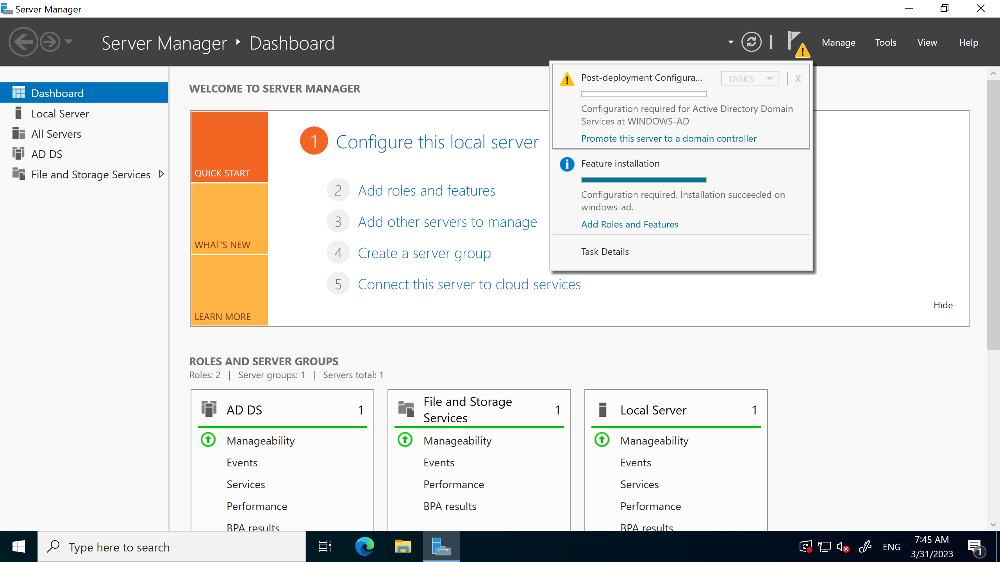 Server Manager
Server Manager Dashboard
Manage Tools View Help
Dashboard
Local Server
All Servers
AD DS
File and Storage Services
WELCOME TO SERVER MANAGER
QUICK START
WHAT'S NEW
LEARN MORE
1 Configure this local server
2 Add roles and features
3 Add other servers to manage
4 Create a server group
5 Connect this server to cloud services
Hide
Post-deployment Configura... TASKS X
Configuration required for Active Directory Domain
Services at WINDOWS-AD
Promote this server to a domain controller
Feature installation
Configuration required. Installation succeeded on
windows-ad.
Add Roles and Features
Task Details
ROLES AND SERVER GROUPS
Roles: 2 | Server groups: 1 | Servers total: 1
AD DS 1
Manageability
Events
Services
Performance
BPA results
File and Storage
Services 1
Manageability
Events
Performance
BPA results
Local Server 1
Manageability
Events
Services
Performance
BPA results
Type here to search
ENG
7:45 AM
3/31/2023
1